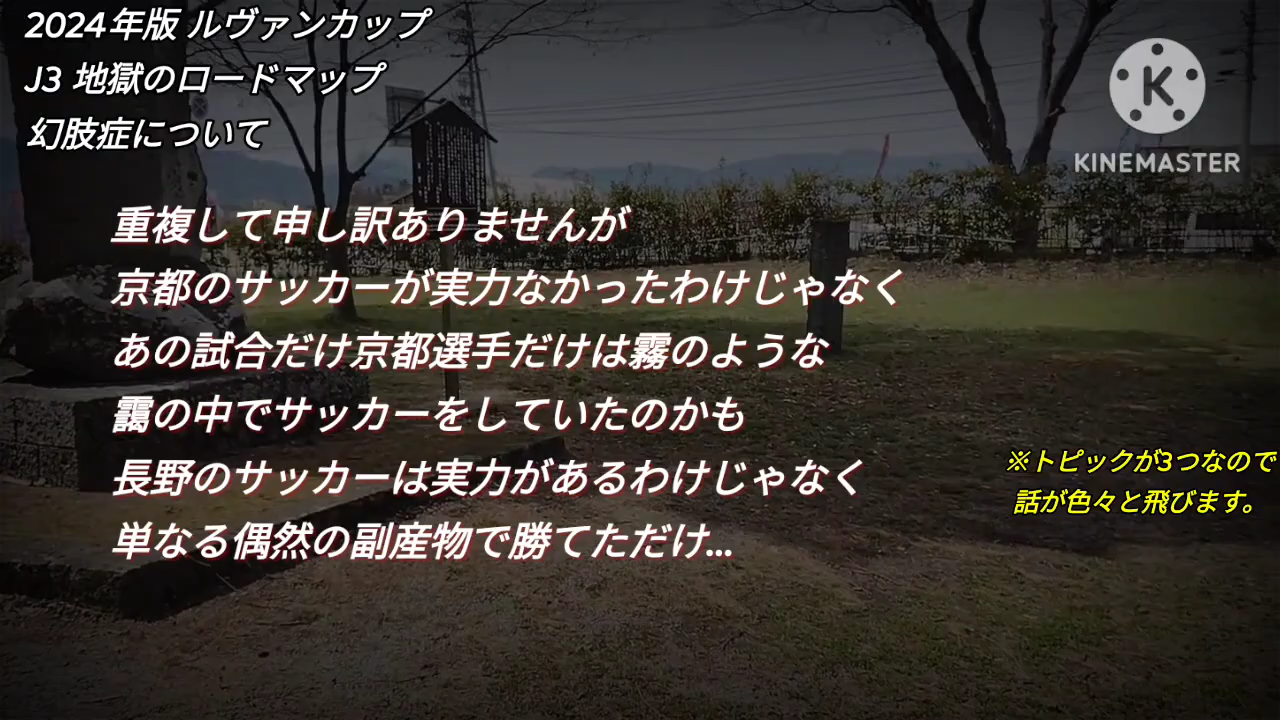 2024年版 ルヴァンカップ
J3 地獄のロードマップ
幻肢症について
KINEMASTER
重複して申し訳ありませんが
京都のサッカーが実力なかったわけじゃなく
あの試合だけ京都選手だけは霧のような
靄の中でサッカーをしていたのかも
長野のサッカーは実力があるわけじゃなく
単なる偶然の副産物で勝てただけ...
※トピックが3つなので
話が色々と飛びます。